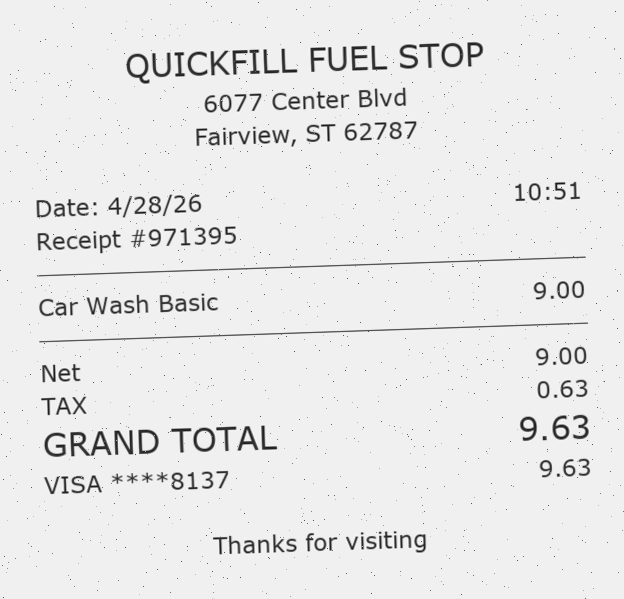 QUICKFILL FUEL STOP
6077 Center Blvd
Fairview, ST 62787
Date: 4/28/26 10:51
Receipt #971395
Car Wash Basic 9.00
Net 9.00
TAX 0.63
GRAND TOTAL 9.63
VISA ****8137 9.63
Thanks for visiting